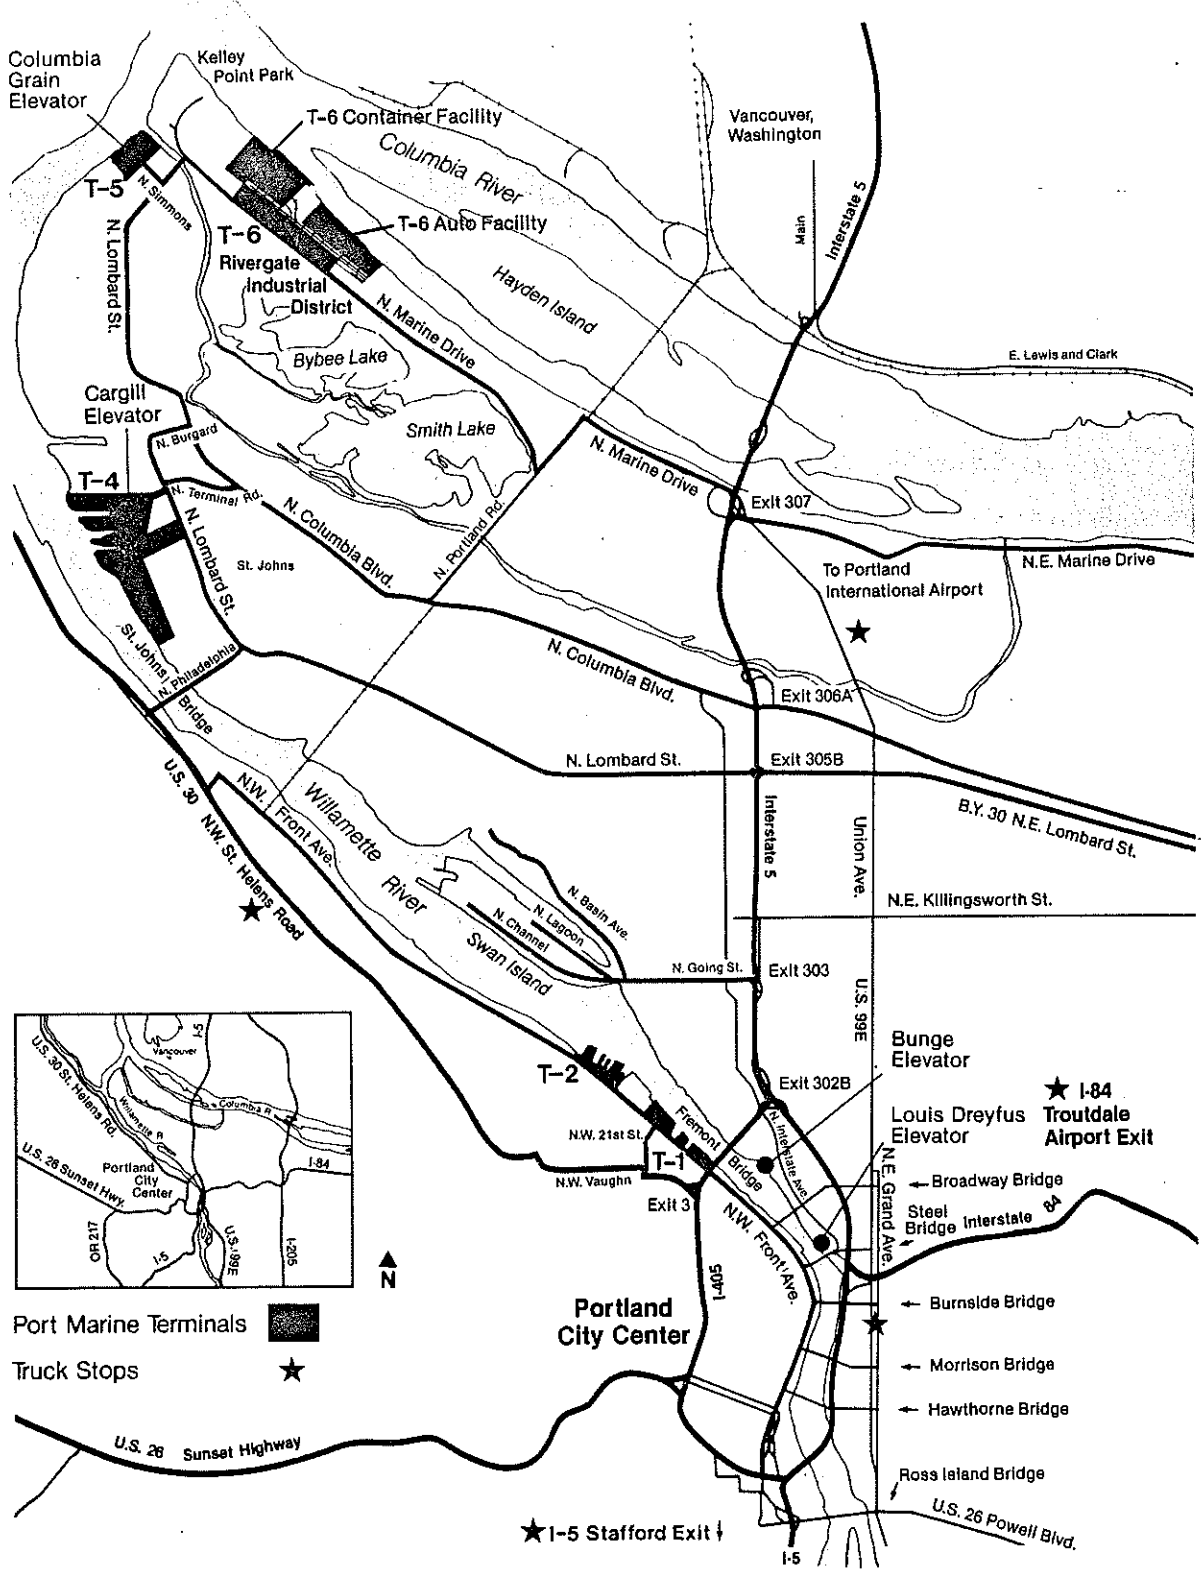 Columbia
Grain
Elevator
Kelley
Point Park
T-6 Container Facility
Columbia River
Vancouver,
Washington
T-5
N. Simmons
T-6
T-6 Auto Facility
Main
Interstate 5
N. Lombard St.
Rivergate
Industrial
District
Hayden Island
N. Marine Drive
Bybee Lake
E. Lewis and Clark
Cargill
Elevator
N. Burgard
Smith Lake
N. Marine Drive
T-4
N. Terminal Rd.
Exit 307
N. Columbia Blvd.
N. Portland Rd.
N. Lombard St.
St. Johns
To Portland
International Airport
N.E. Marine Drive
St. Johns
Bridge
N. Philadelphia
N. Columbia Blvd.
Exit 306A
U.S. 30
N.W. St. Helens Road
N.W.
Front Ave.
Willamette
River
N. Lombard St.
Exit 305B
Interstate 5
Union Ave.
B.Y. 30 N.E. Lombard St.
N. Basin Ave.
N. Lagoon
N. Channel
Swan Island
N.E. Killingsworth St.
N. Going St.
Exit 303
U.S. 99E
Bunge
Elevator
T-2
Exit 302B
I-84
Troutdale
Airport Exit
Louis Dreyfus
Elevator
N.W. 21st St.
T-1
Fremont
Bridge
N. Interstate Ave.
N.W. Vaughn
Exit 3
N.W. Front Ave.
N.E. Grand Ave.
Broadway Bridge
Steel
Bridge
Interstate 84
I-405
Portland
City Center
Burnside Bridge
Morrison Bridge
Hawthorne Bridge
Ross Island Bridge
U.S. 26 Powell Blvd.
U.S. 26 Sunset Highway
I-5 Stafford Exit
I-5
U.S. 30 St. Helens Rd.
Vancouver
I-5
Columbia R
Willamette R
U.S. 26 Sunset Hwy.
Portland
City
Center
I-84
OR 217
I-5
U.S. 99E
I-205
N
Port Marine Terminals
Truck Stops